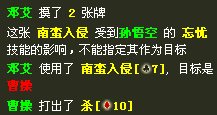 邓艾 摸了 2 张牌
这张 南蛮入侵 受到孙悟空 的 忘忧
技能的影响,不能指定其作为目标
邓艾 使用了 南蛮入侵[♠7], 目标是
曹操
曹操 打出了 杀[♦10]